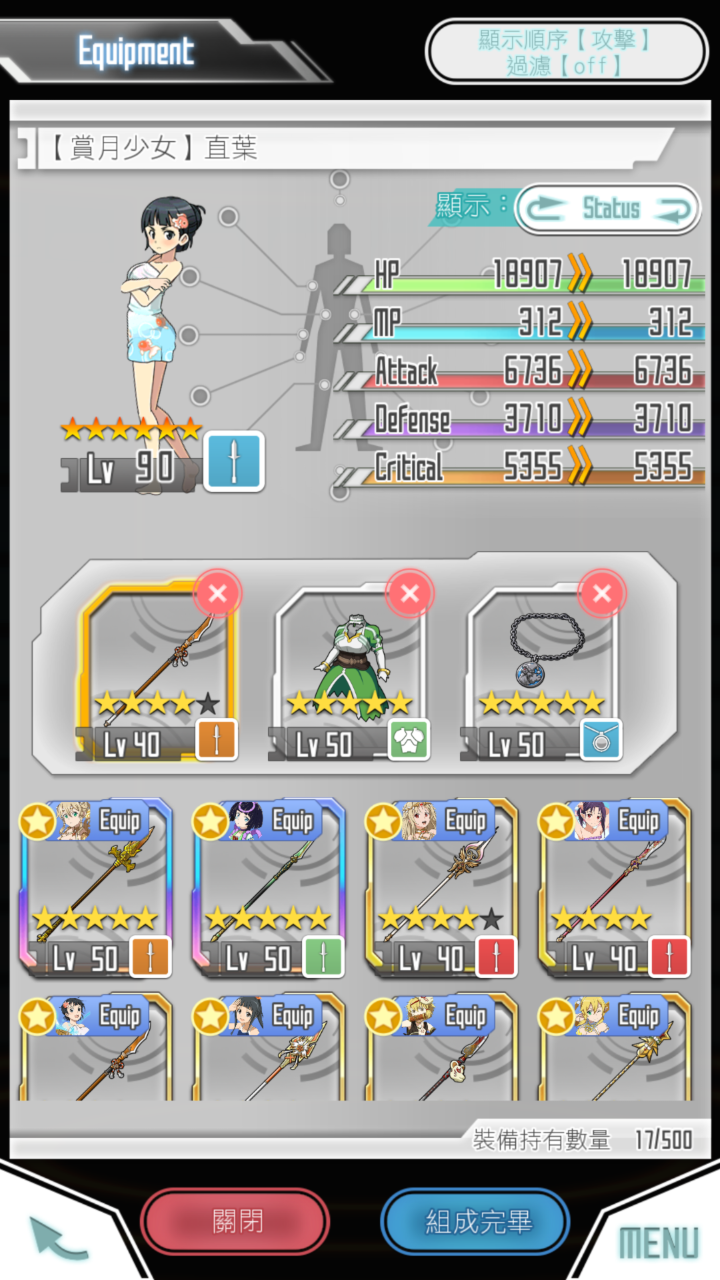 Equipment
顯示順序【攻擊】
過濾【off】
【賞月少女】直葉
顯示：
Status
HP 18907 18907
MP 312 312
Attack 6736 6736
Defense 3710 3710
Critical 5355 5355
Lv 90
Lv 40
Lv 50
Lv 50
Equip
Equip
Equip
Equip
Lv 50
Lv 50
Lv 40
Lv 40
Equip
Equip
Equip
Equip
裝備持有數量 17/500
關閉
組成完畢
MENU